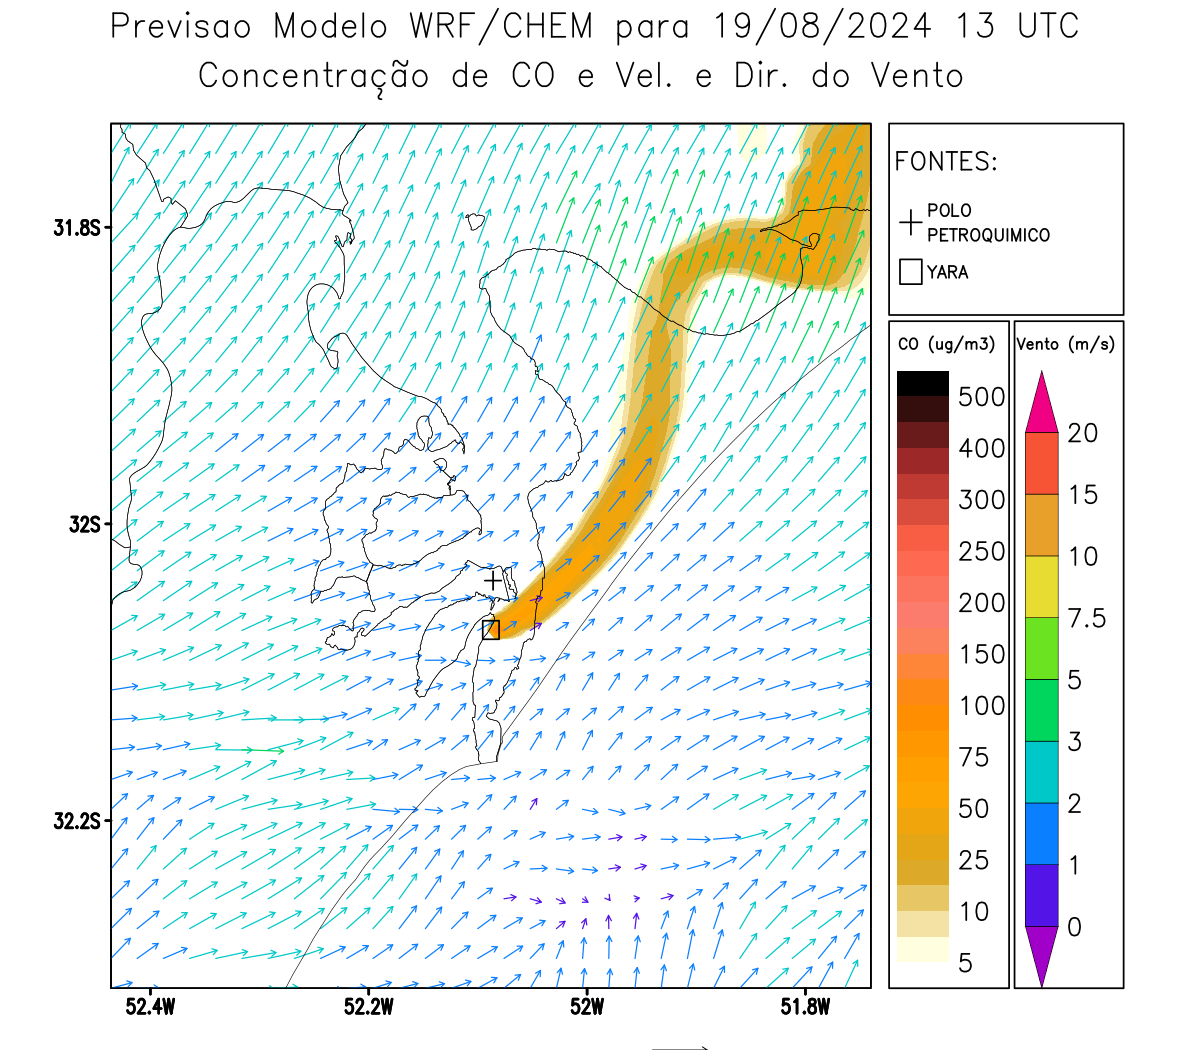 Previsao Modelo WRF/CHEM para 19/08/2024 13 UTC
Concentração de CO e Vel. e Dir. do Vento
FONTES:
POLO
PETROQUIMICO
YARA
CO (ug/m3)
500
400
300
250
200
150
100
75
50
25
10
5
Vento (m/s)
20
15
10
7.5
5
3
2
1
0
31.8S
32S
32.2S
52.4W
52.2W
52W
51.8W